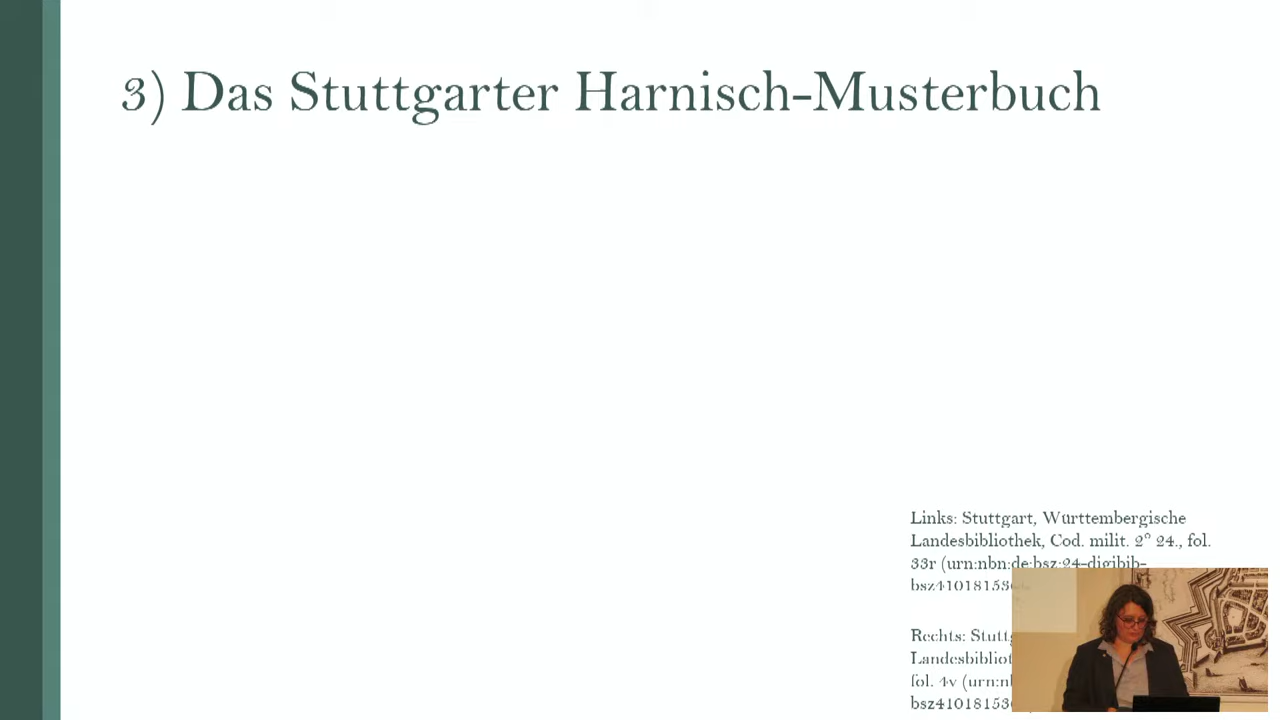 3) Das Stuttgarter Harnisch-Musterbuch
Links: Stuttgart, Württembergische
Landesbibliothek, Cod. milit. 2° 24., fol.
33r (urn:nbn:de:bsz:24-digibib-
Rechts:
fol. 4v